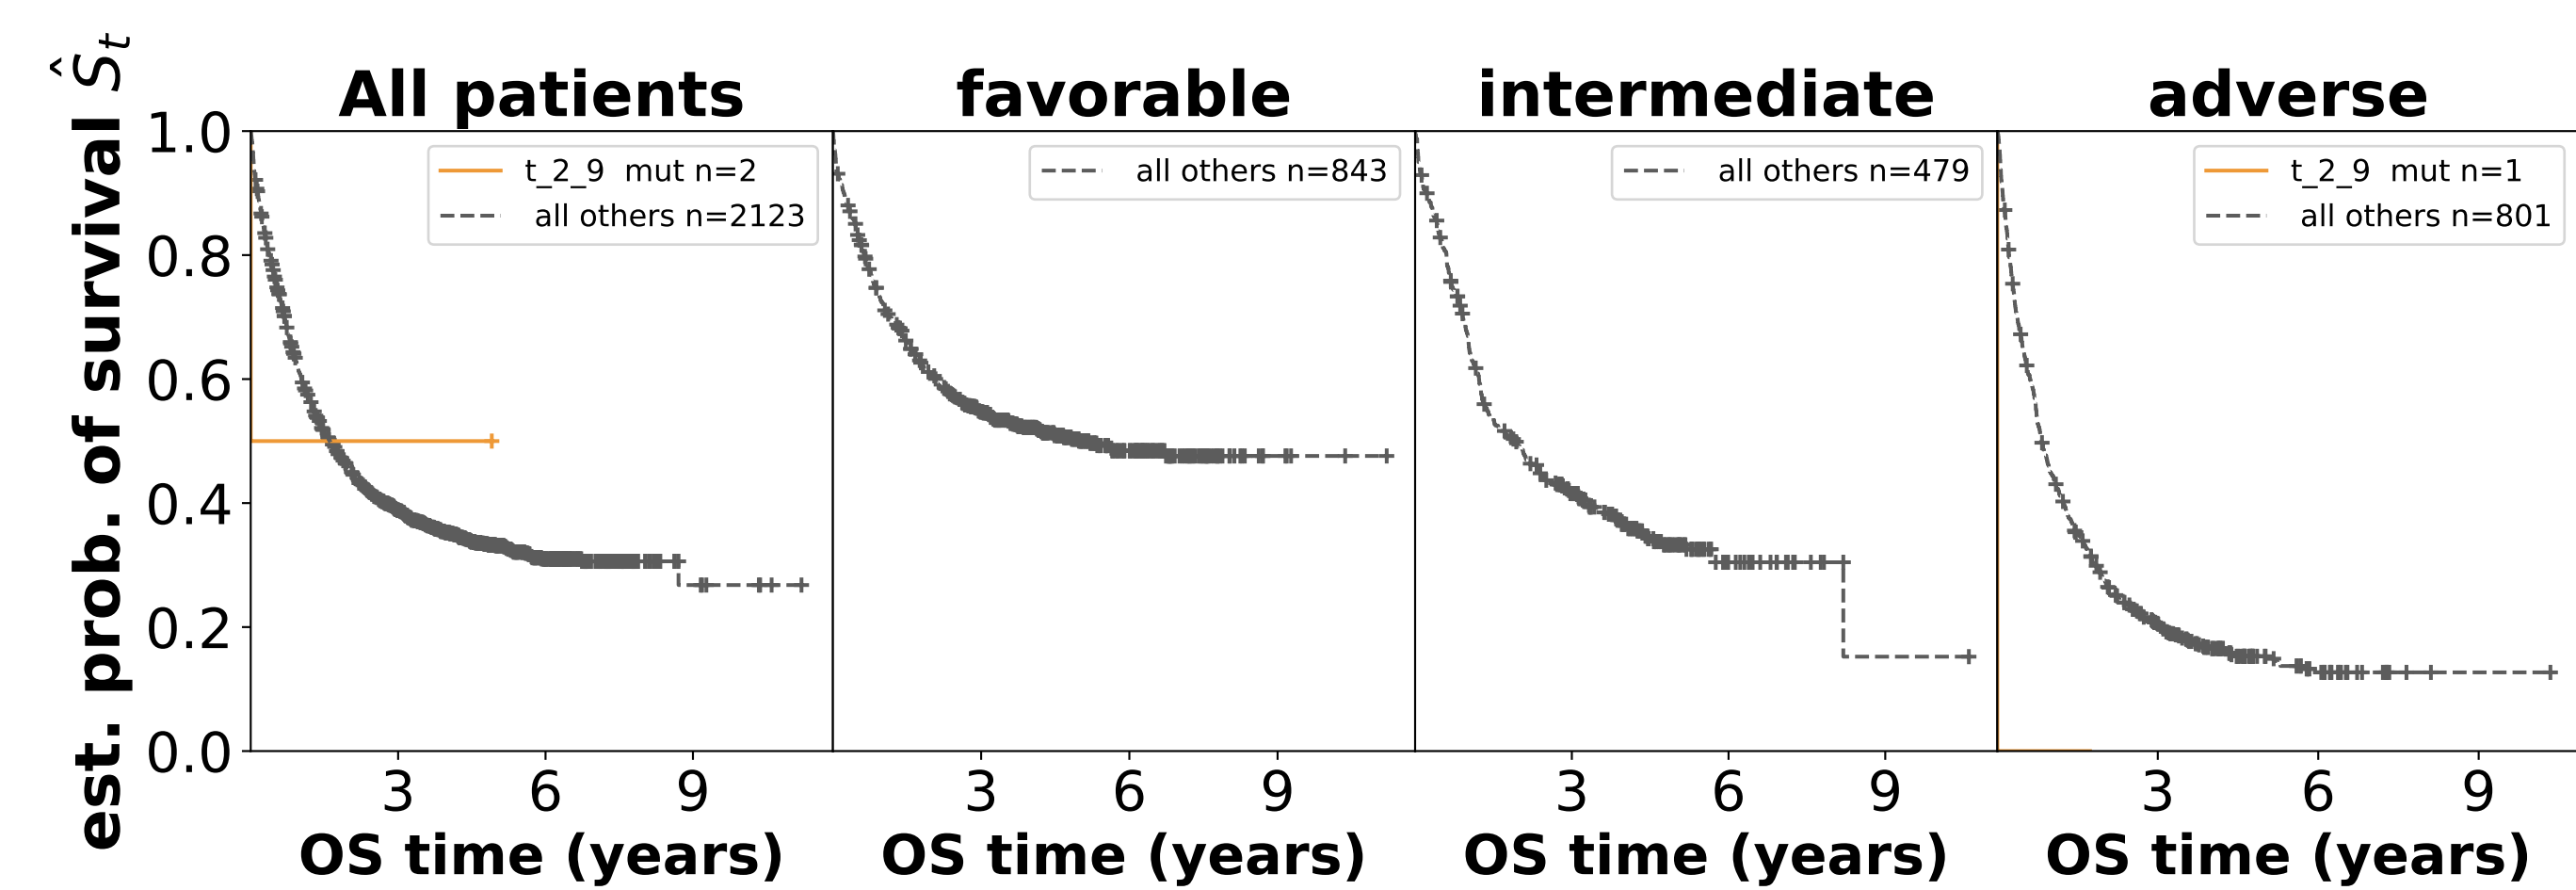 est. prob. of survival Ŝt
All patients
1.0
0.8
0.6
0.4
0.2
0.0
t_2_9 mut n=2
all others n=2123
3 6 9
OS time (years)
favorable
all others n=843
3 6 9
OS time (years)
intermediate
all others n=479
3 6 9
OS time (years)
adverse
t_2_9 mut n=1
all others n=801
3 6 9
OS time (years)